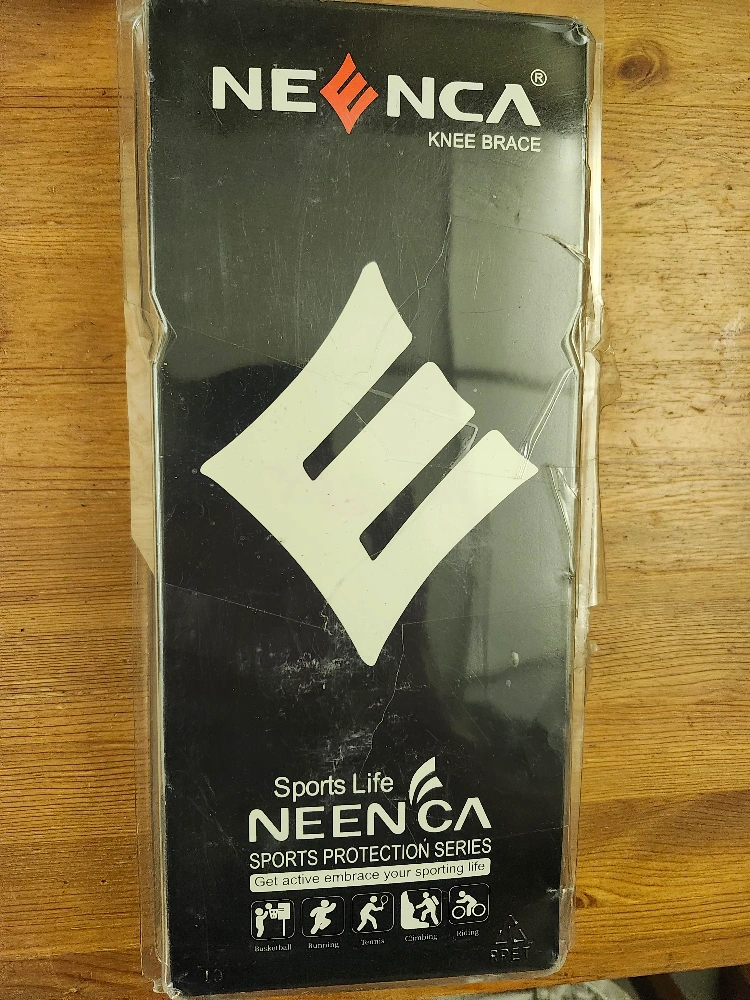 NEENCA®
KNEE BRACE
Sports Life
NEENCA
SPORTS PROTECTION SERIES
Get active embrace your sporting life
Basketball Running Tennis Climbing Riding
RPET